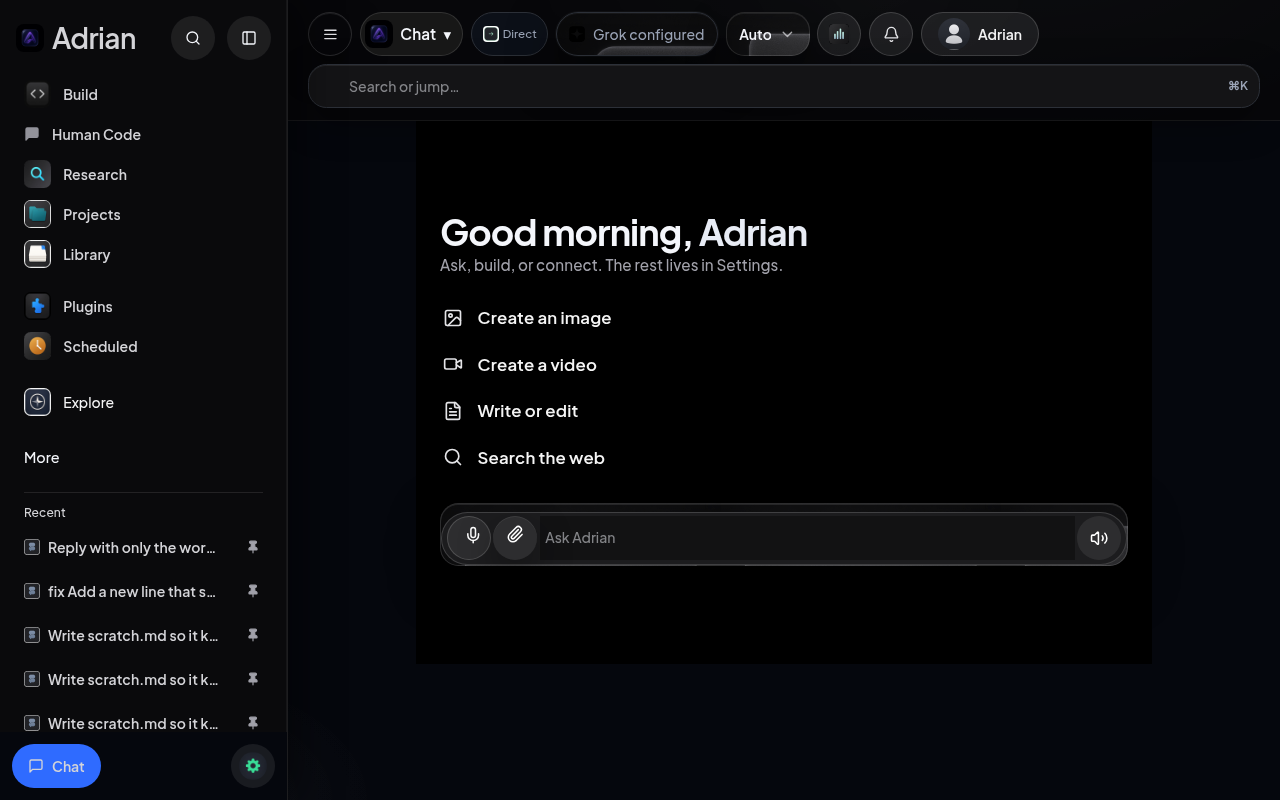 Adrian
Build
Human Code
Research
Projects
Library
Plugins
Scheduled
Explore
More
Recent
Reply with only the wor…
fix Add a new line that s…
Write scratch.md so it k…
Write scratch.md so it k…
Write scratch.md so it k…
Chat
Chat ▾
Direct
Grok configured
Auto
Adrian
Search or jump…
⌘K
Good morning, Adrian
Ask, build, or connect. The rest lives in Settings.
Create an image
Create a video
Write or edit
Search the web
Ask Adrian